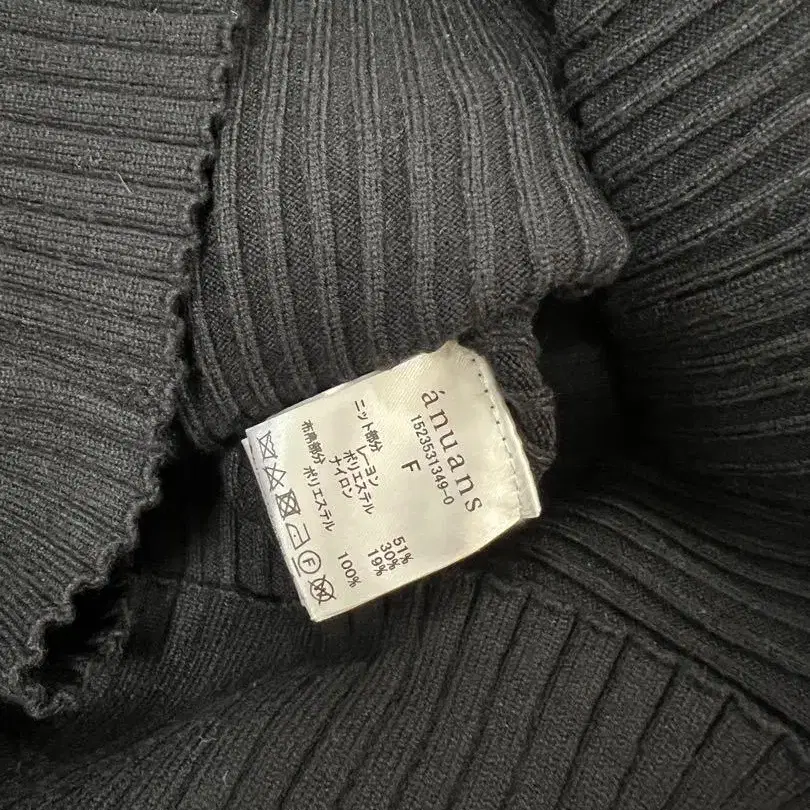 ánuans
1523531349-0
F
ニット部分
レーヨン 51%
ポリエステル 30%
ナイロン 19%
布帛部分
ポリエステル 100%
F
W